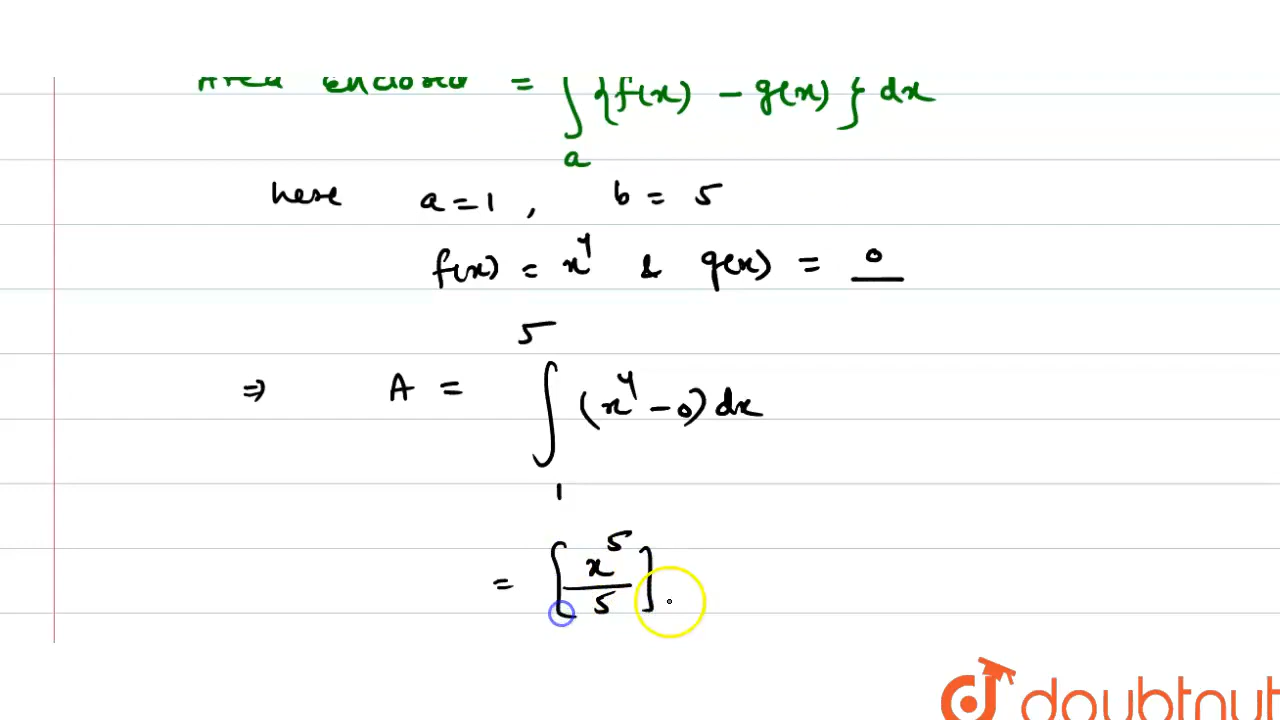 Area enclosed = ∫ {f(x) - g(x)} dx
a
here a = 1, b = 5
f(x) = x⁴ & g(x) = 0
5
⇒ A = ∫ (x⁴ - 0) dx
1
= [x⁵/5]
doubtnut